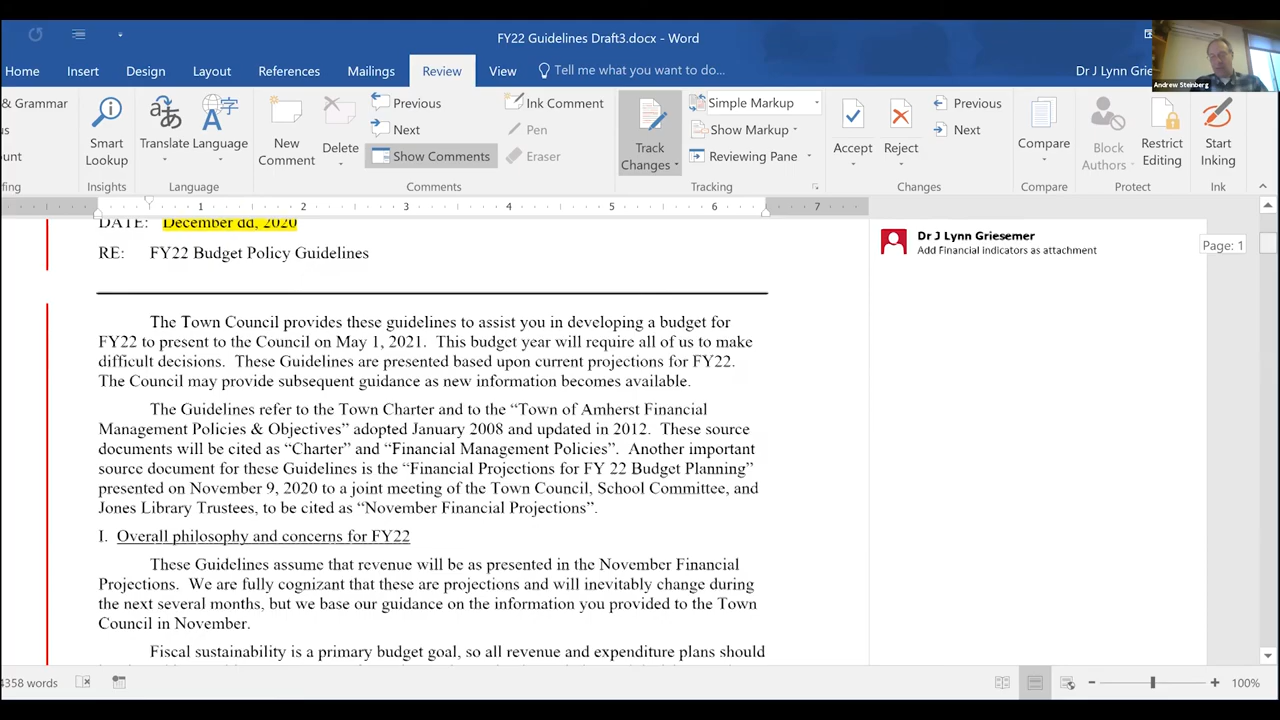 FY22 Guidelines Draft3.docx - Word
Andrew Steinberg
Home Insert Design Layout References Mailings Review View Tell me what you want to do... Dr J Lynn Grie
& Grammar
Smart Lookup
Insights
Translate Language
Language
New Comment
Delete
Previous
Next
Show Comments
Ink Comment
Pen
Eraser
Comments
Track Changes
Simple Markup
Show Markup
Reviewing Pane
Tracking
Accept
Reject
Previous
Next
Changes
Compare
Compare
Block Authors
Restrict Editing
Protect
Start Inking
Ink
1 2 3 4 5 6 7
DATE: December dd, 2020
RE: FY22 Budget Policy Guidelines
The Town Council provides these guidelines to assist you in developing a budget for
FY22 to present to the Council on May 1, 2021. This budget year will require all of us to make
difficult decisions. These Guidelines are presented based upon current projections for FY22.
The Council may provide subsequent guidance as new information becomes available.
The Guidelines refer to the Town Charter and to the “Town of Amherst Financial
Management Policies & Objectives” adopted January 2008 and updated in 2012. These source
documents will be cited as “Charter” and “Financial Management Policies”. Another important
source document for these Guidelines is the “Financial Projections for FY 22 Budget Planning”
presented on November 9, 2020 to a joint meeting of the Town Council, School Committee, and
Jones Library Trustees, to be cited as “November Financial Projections”.
I. Overall philosophy and concerns for FY22
These Guidelines assume that revenue will be as presented in the November Financial
Projections. We are fully cognizant that these are projections and will inevitably change during
the next several months, but we base our guidance on the information you provided to the Town
Council in November.
Fiscal sustainability is a primary budget goal, so all revenue and expenditure plans should
Dr J Lynn Griesemer
Add Financial indicators as attachment
Page: 1
4358 words
100%